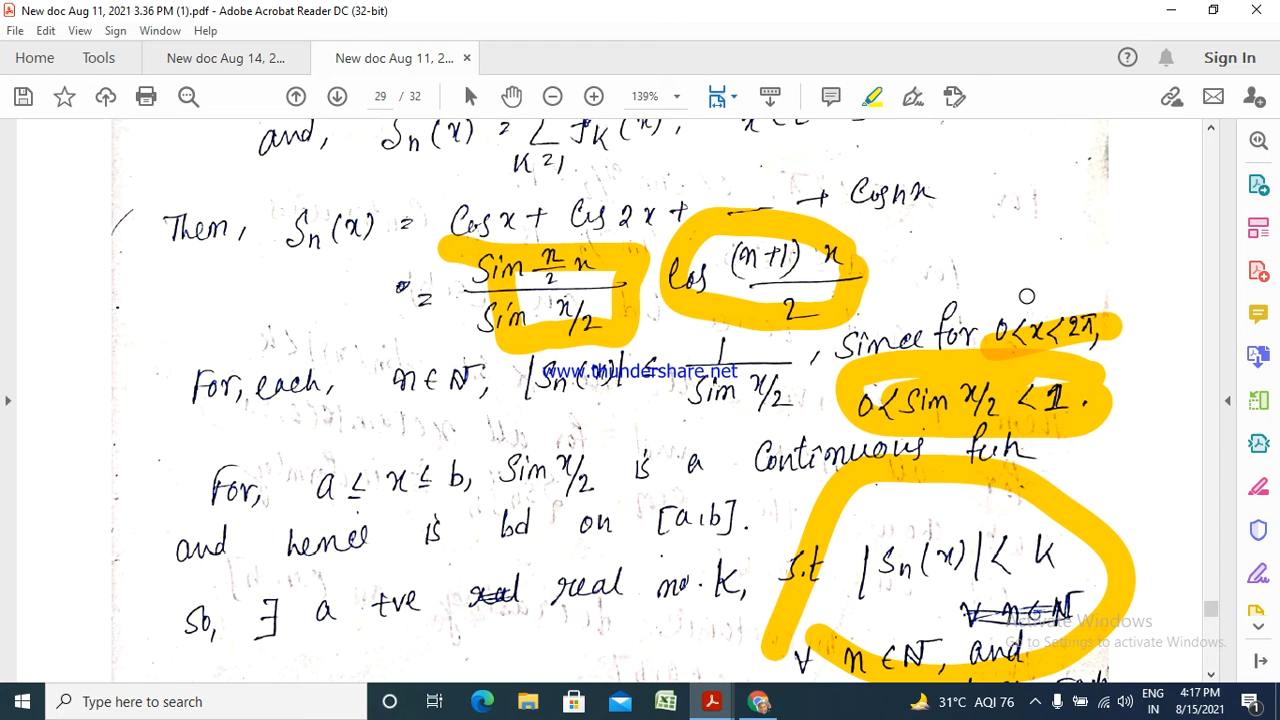 New doc Aug 11, 2021 3.36 PM (1).pdf - Adobe Acrobat Reader DC (32-bit)
File Edit View Sign Window Help
Home Tools New doc Aug 14, 2... New doc Aug 11, 2... × Sign In
29 / 32 139%
and, Sn(x) = Σ fK(x),
K=1
Then, Sn(x) = Cosx + Cos2x + — + Cosnx
= Sin n/2 x / Sin x/2 Cos (n+1)x / 2
For, each, n∈N, |Sn(x)| ≤ 1 / Sin x/2, Since for 0<x<2π,
www.thundershare.net
0<Sin x/2 <1.
For, a ≤ x ≤ b, Sin x/2 is a Continuous fun
and hence is bd on [a,b].
So, ∃ a +ve real no. K, s.t |Sn(x)| < K
∀ n∈N
∀ n∈N, and
Activate Windows
Go to Settings to activate Windows.
Type here to search
31°C AQI 76
ENG
IN
4:17 PM
8/15/2021